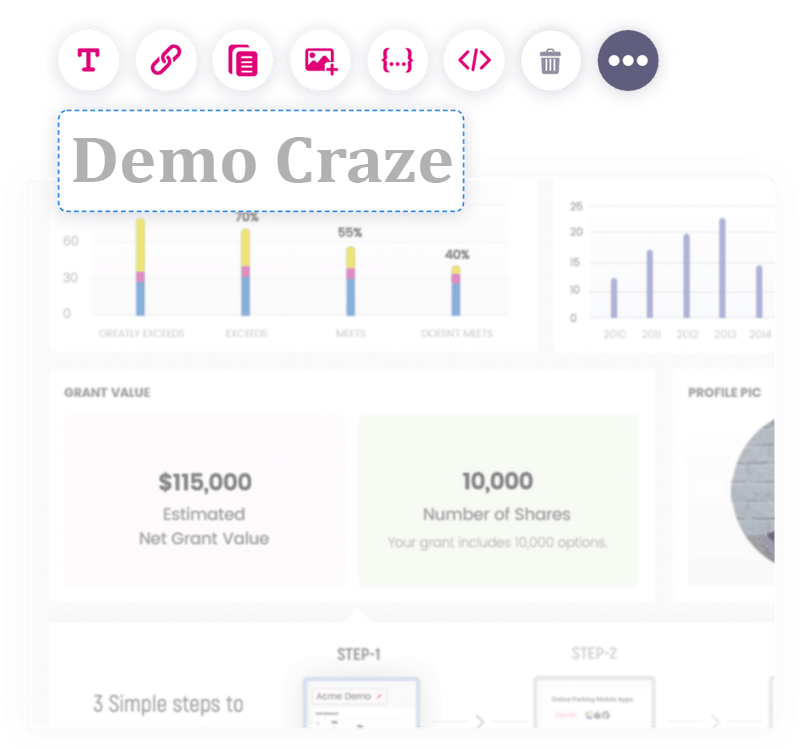 T
{...}
</>
Demo Craze
70%
55%
40%
60
30
0
GREATLY EXCEEDS
EXCEEDS
MEETS
DOESNT MEETS
25
20
15
10
0
2010
2011
2012
2013
2014
GRANT VALUE
$115,000
Estimated
Net Grant Value
10,000
Number of Shares
Your grant includes 10,000 options.
PROFILE PIC
3 Simple steps to
STEP-1
Acme Demo
STEP-2
Online Parking Mobile Apps